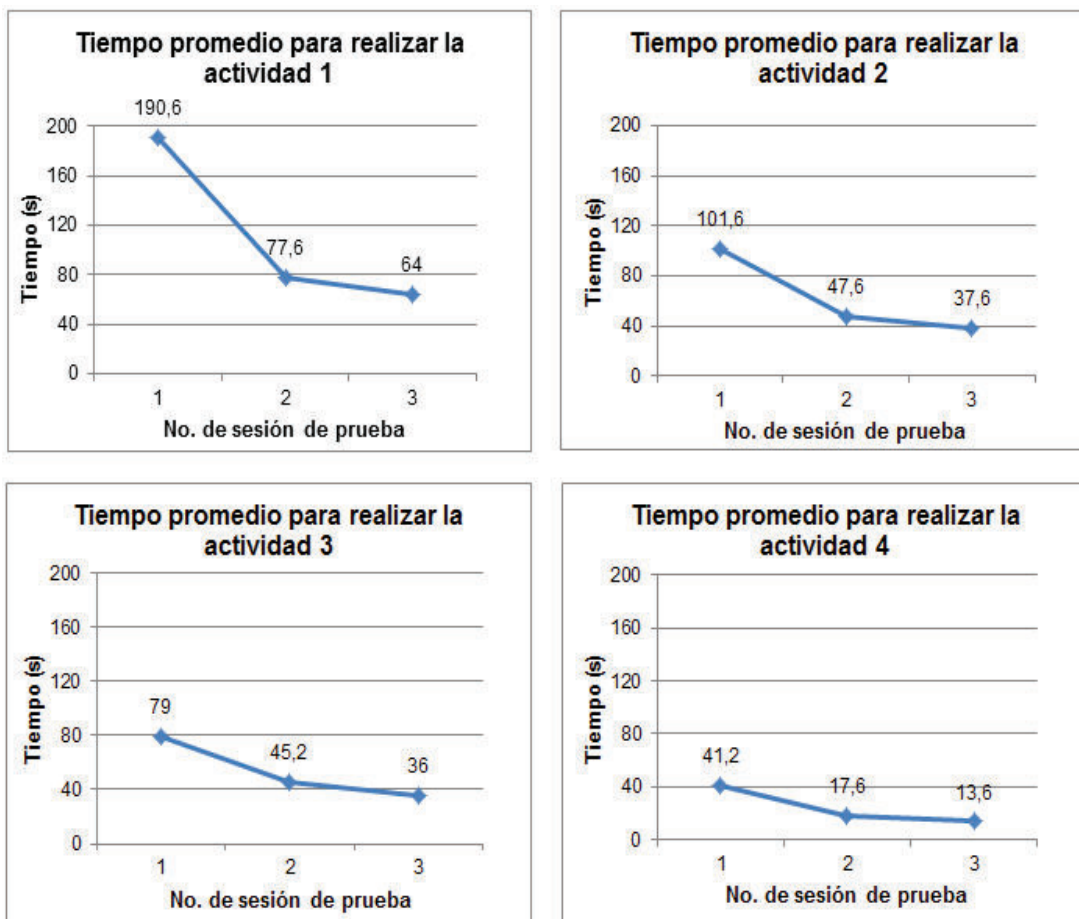 Tiempo promedio para realizar la
actividad 1
190,6
200
160
120
80
40
0
77,6
64
Tiempo (s)
1 2 3
No. de sesión de prueba
Tiempo promedio para realizar la
actividad 2
200
160
120
80
40
0
101,6
47,6
37,6
Tiempo (s)
1 2 3
No. de sesión de prueba
Tiempo promedio para realizar la
actividad 3
200
160
120
80
40
0
79
45,2
36
Tiempo (s)
1 2 3
No. de sesión de prueba
Tiempo promedio para realizar la
actividad 4
200
160
120
80
40
0
41,2
17,6
13,6
Tiempo (s)
1 2 3
No. de sesión de prueba